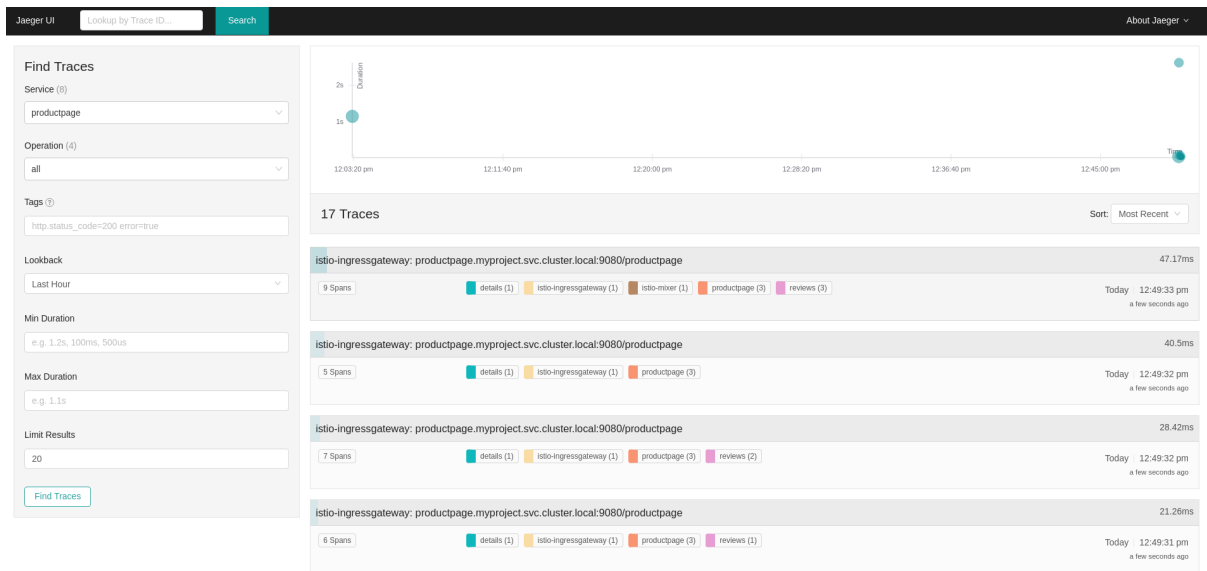 Jaeger UI
Lookup by Trace ID...
Search
About Jaeger
Find Traces
Service (8)
productpage
Operation (4)
all
Tags
http.status_code=200 error=true
Lookback
Last Hour
Min Duration
e.g. 1.2s, 100ms, 500us
Max Duration
e.g. 1.1s
Limit Results
20
Find Traces
Duration
2s
1s
Time
12:03:20 pm 12:11:40 pm 12:20:00 pm 12:28:20 pm 12:36:40 pm 12:45:00 pm
17 Traces
Sort: Most Recent
istio-ingressgateway: productpage.myproject.svc.cluster.local:9080/productpage 47.17ms
9 Spans details (1) istio-ingressgateway (1) istio-mixer (1) productpage (3) reviews (3) Today 12:49:33 pm
a few seconds ago
istio-ingressgateway: productpage.myproject.svc.cluster.local:9080/productpage 40.5ms
5 Spans details (1) istio-ingressgateway (1) productpage (3) Today 12:49:32 pm
a few seconds ago
istio-ingressgateway: productpage.myproject.svc.cluster.local:9080/productpage 28.42ms
7 Spans details (1) istio-ingressgateway (1) productpage (3) reviews (2) Today 12:49:32 pm
a few seconds ago
istio-ingressgateway: productpage.myproject.svc.cluster.local:9080/productpage 21.26ms
6 Spans details (1) istio-ingressgateway (1) productpage (3) reviews (1) Today 12:49:31 pm
a few seconds ago